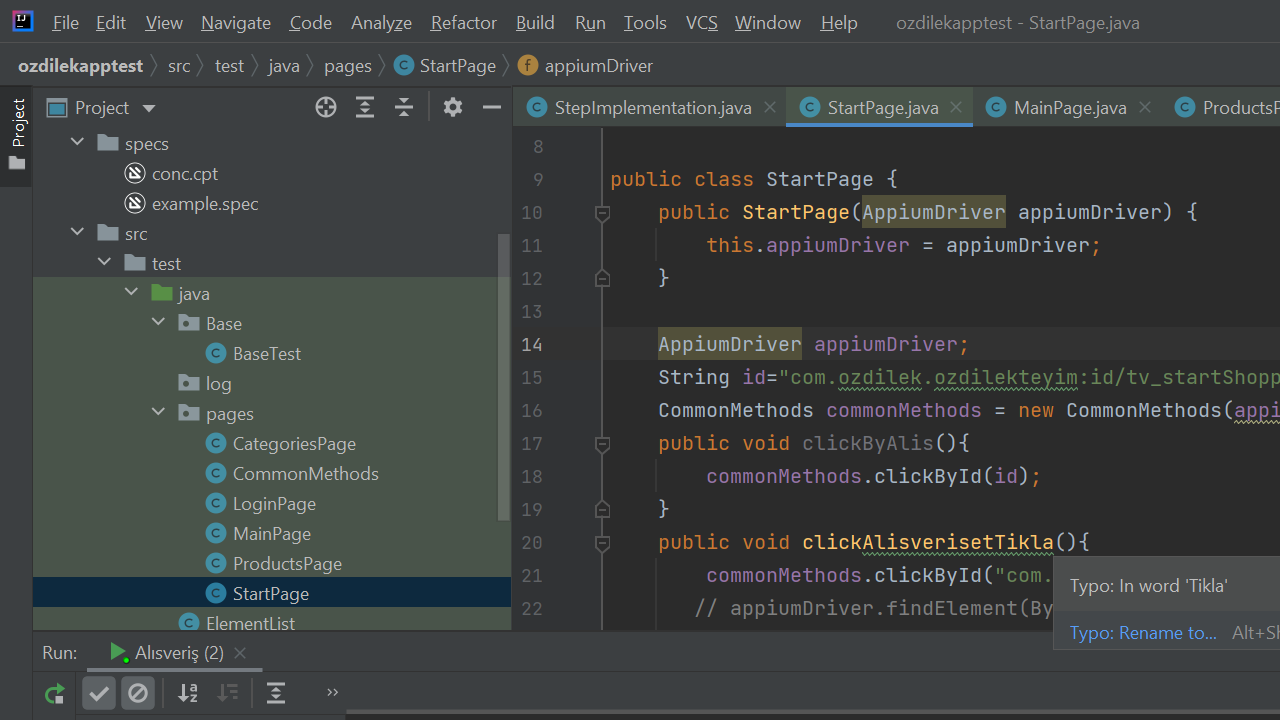 File Edit View Navigate Code Analyze Refactor Build Run Tools VCS Window Help ozdilekapptest - StartPage.java
ozdilekapptest src test java pages StartPage appiumDriver
Project
Project
specs
conc.cpt
example.spec
src
test
java
Base
BaseTest
log
pages
CategoriesPage
CommonMethods
LoginPage
MainPage
ProductsPage
StartPage
ElementList
StepImplementation.java StartPage.java MainPage.java ProductsP
8
9 public class StartPage {
10 public StartPage(AppiumDriver appiumDriver) {
11 this.appiumDriver = appiumDriver;
12 }
13
14 AppiumDriver appiumDriver;
15 String id="com.ozdilek.ozdilekteyim:id/tv_startShopp
16 CommonMethods commonMethods = new CommonMethods(appi
17 public void clickByAlis(){
18 commonMethods.clickById(id);
19 }
20 public void clickAlisverisetTikla(){
21 commonMethods.clickById("com.
22 // appiumDriver.findElement(By
Typo: In word 'Tikla'
Typo: Rename to... Alt+Sh
Run: Alısveriş (2)